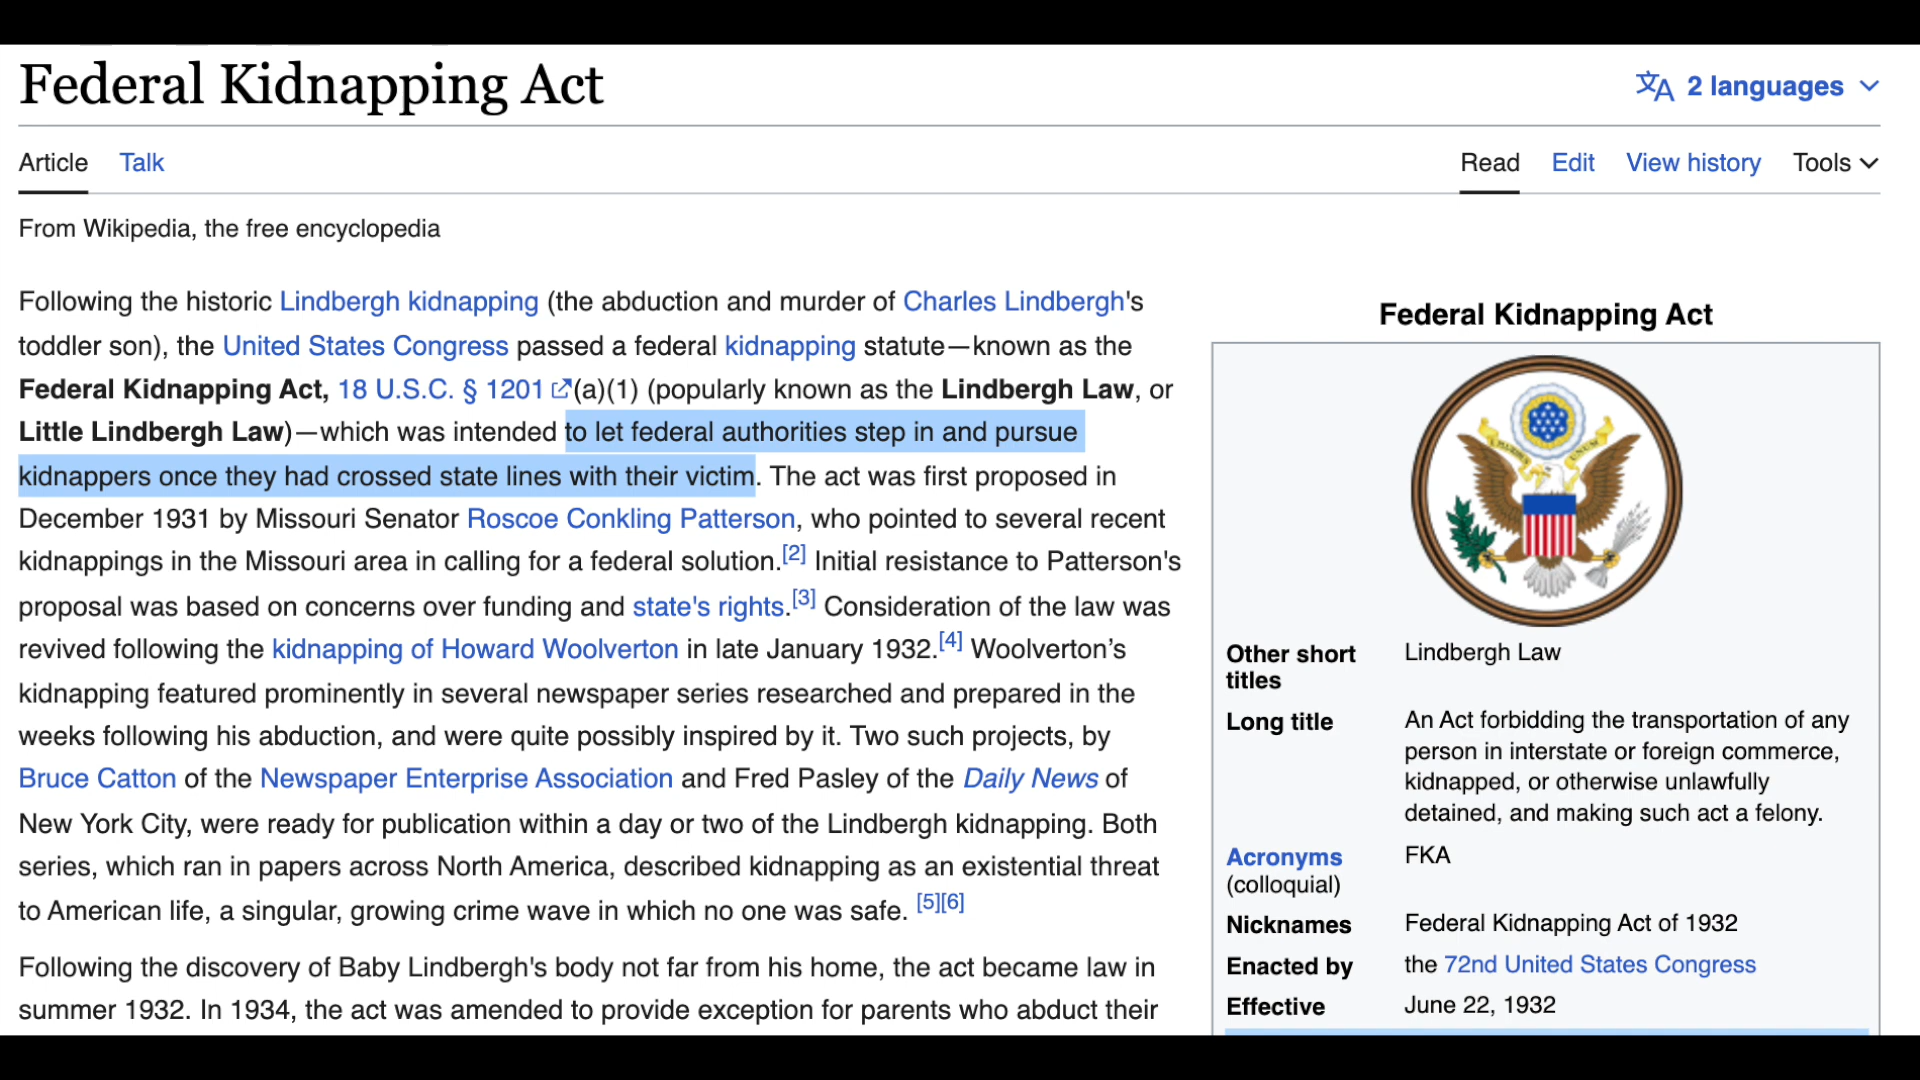 Federal Kidnapping Act
2 languages
Article Talk
Read Edit View history Tools
From Wikipedia, the free encyclopedia
Following the historic Lindbergh kidnapping (the abduction and murder of Charles Lindbergh's
toddler son), the United States Congress passed a federal kidnapping statute—known as the
Federal Kidnapping Act, 18 U.S.C. § 1201 (a)(1) (popularly known as the Lindbergh Law, or
Little Lindbergh Law)—which was intended to let federal authorities step in and pursue
kidnappers once they had crossed state lines with their victim. The act was first proposed in
December 1931 by Missouri Senator Roscoe Conkling Patterson, who pointed to several recent
kidnappings in the Missouri area in calling for a federal solution.[2] Initial resistance to Patterson's
proposal was based on concerns over funding and state's rights.[3] Consideration of the law was
revived following the kidnapping of Howard Woolverton in late January 1932.[4] Woolverton’s
kidnapping featured prominently in several newspaper series researched and prepared in the
weeks following his abduction, and were quite possibly inspired by it. Two such projects, by
Bruce Catton of the Newspaper Enterprise Association and Fred Pasley of the Daily News of
New York City, were ready for publication within a day or two of the Lindbergh kidnapping. Both
series, which ran in papers across North America, described kidnapping as an existential threat
to American life, a singular, growing crime wave in which no one was safe. [5][6]
Following the discovery of Baby Lindbergh's body not far from his home, the act became law in
summer 1932. In 1934, the act was amended to provide exception for parents who abduct their
Federal Kidnapping Act
Other short titles
Lindbergh Law
Long title
An Act forbidding the transportation of any
person in interstate or foreign commerce,
kidnapped, or otherwise unlawfully
detained, and making such act a felony.
Acronyms (colloquial)
FKA
Nicknames
Federal Kidnapping Act of 1932
Enacted by
the 72nd United States Congress
Effective
June 22, 1932